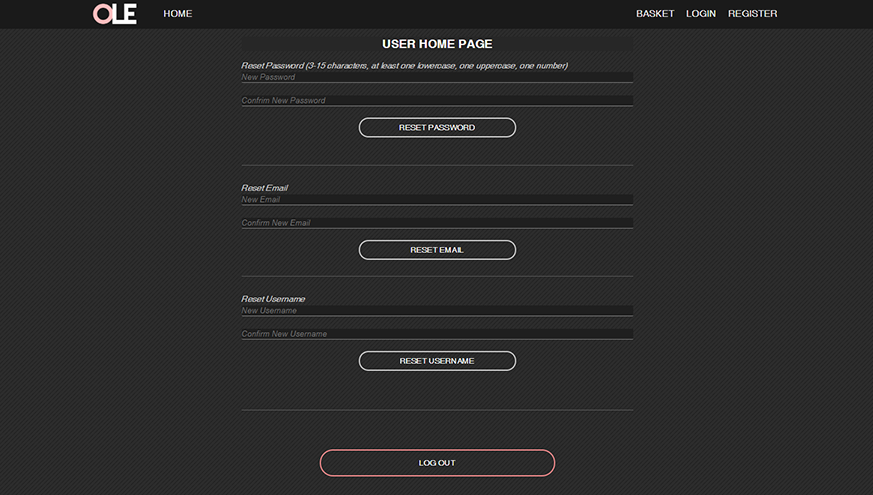 OLE HOME BASKET LOGIN REGISTER
USER HOME PAGE
Reset Password (3-15 characters, at least one lowercase, one uppercase, one number)
New Password
Confrim New Password
RESET PASSWORD
Reset Email
New Email
Confirm New Email
RESET EMAIL
Reset Username
New Username
Confirm New Username
RESET USERNAME
LOG OUT